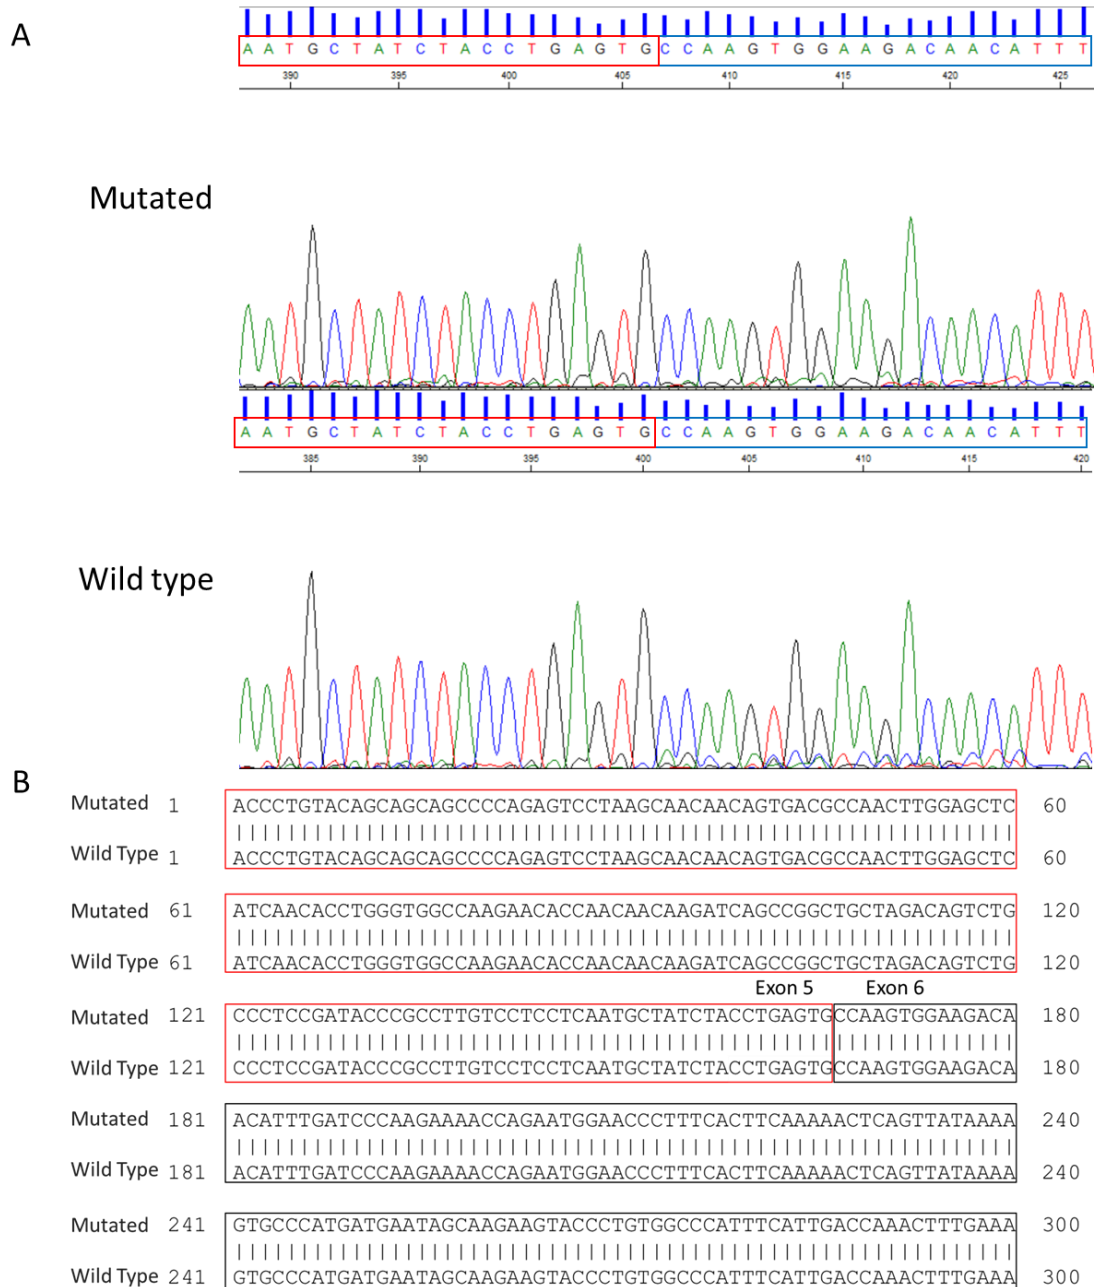 A
A A T G C T A T C T A C C T G A G T G C C A A G T G G A A G A C A A C A T T T
390 395 400 405 410 415 420 425
Mutated
A A T G C T A T C T A C C T G A G T G C C A A G T G G A A G A C A A C A T T T
385 390 395 400 405 410 415 420
Wild type
B
Mutated 1 ACCCTGTACAGCAGCAGCCCCAGAGTCCTAAGCAACAACAGTGACGCCAACTTGGAGCTC 60
Wild Type 1 ACCCTGTACAGCAGCAGCCCCAGAGTCCTAAGCAACAACAGTGACGCCAACTTGGAGCTC 60
Mutated 61 ATCAACACCTGGGTGGCCAAGAACACCAACAACAAGATCAGCCGGCTGCTAGACAGTCTG 120
Wild Type 61 ATCAACACCTGGGTGGCCAAGAACACCAACAACAAGATCAGCCGGCTGCTAGACAGTCTG 120
Exon 5 Exon 6
Mutated 121 CCCTCCGATACCCGCCTTGTCCTCCTCAATGCTATCTACCTGAGTGCCAAGTGGAAGACA 180
Wild Type 121 CCCTCCGATACCCGCCTTGTCCTCCTCAATGCTATCTACCTGAGTGCCAAGTGGAAGACA 180
Mutated 181 ACATTTGATCCCAAGAAAACCAGAATGGAACCCTTTCACTTCAAAAACTCAGTTATAAAA 240
Wild Type 181 ACATTTGATCCCAAGAAAACCAGAATGGAACCCTTTCACTTCAAAAACTCAGTTATAAAA 240
Mutated 241 GTGCCCATGATGAATAGCAAGAAGTACCCTGTGGCCCATTTCATTGACCAAACTTTGAAA 300
Wild Type 241 GTGCCCATGATGAATAGCAAGAAGTACCCTGTGGCCCATTTCATTGACCAAACTTTGAAA 300